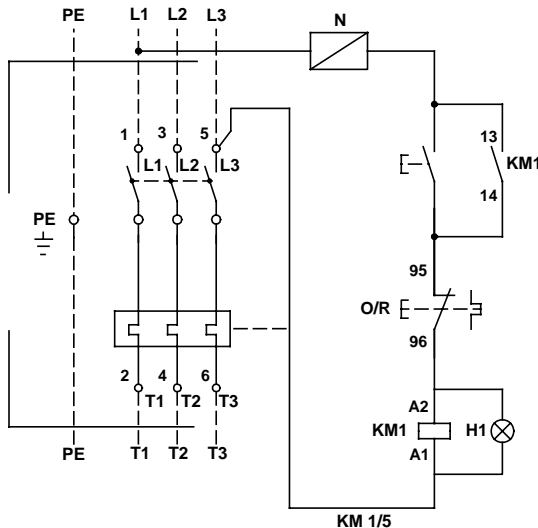 PE L1 L2 L3 N
1 3 5
L1 L2 L3
13
KM1
14
PE
95
O/R
96
2 4 6
T1 T2 T3
A2
KM1 H1
A1
PE T1 T2 T3
KM 1/5